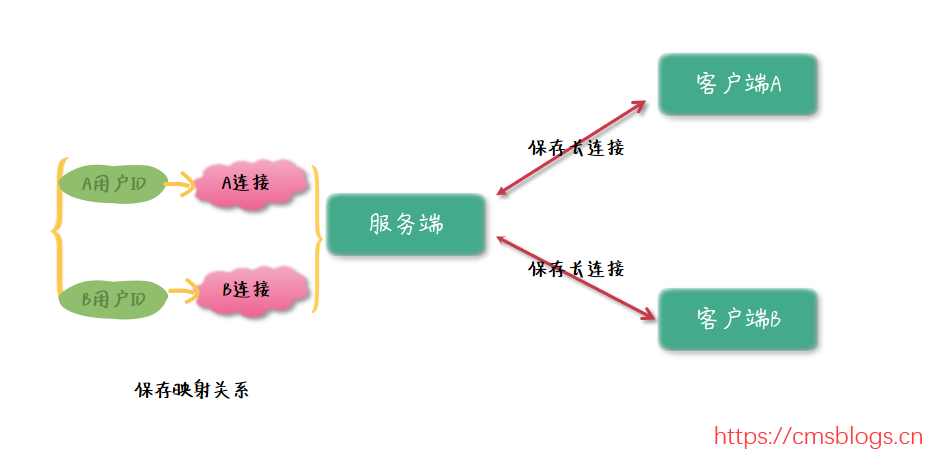 客户端A
保存长连接
A用户ID
A连接
服务端
保存长连接
B用户ID
B连接
客户端B
保存映射关系
https://cmsblogs.cn